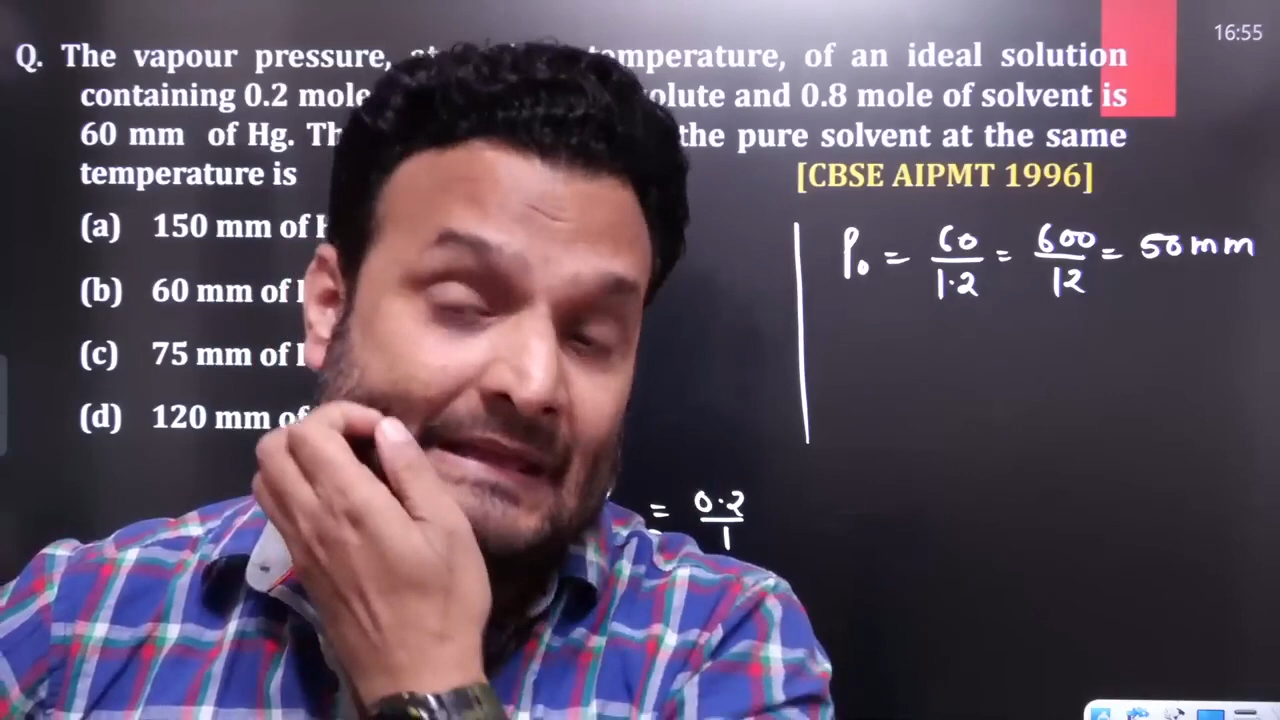 16:55
Q. The vapour pressure, temperature, of an ideal solution
containing 0.2 mole and 0.8 mole of solvent is
60 mm of Hg. the pure solvent at the same
temperature is [CBSE AIPMT 1996]
(a) 150 mm of
(b) 60 mm of
(c) 75 mm of
(d) 120 mm of
P₀ = 60/1.2 = 600/12 = 50 mm
= 0.2/1